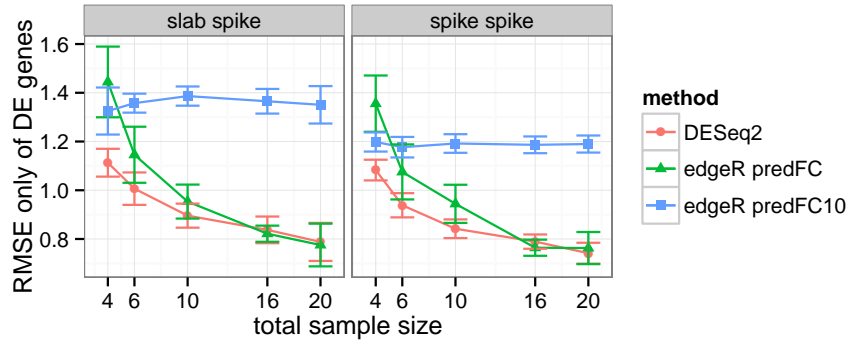 slab spike
spike spike
RMSE only of DE genes
1.6
1.4
1.2
1.0
0.8
4 6 10 16 20
4 6 10 16 20
total sample size
method
DESeq2
edgeR predFC
edgeR predFC10